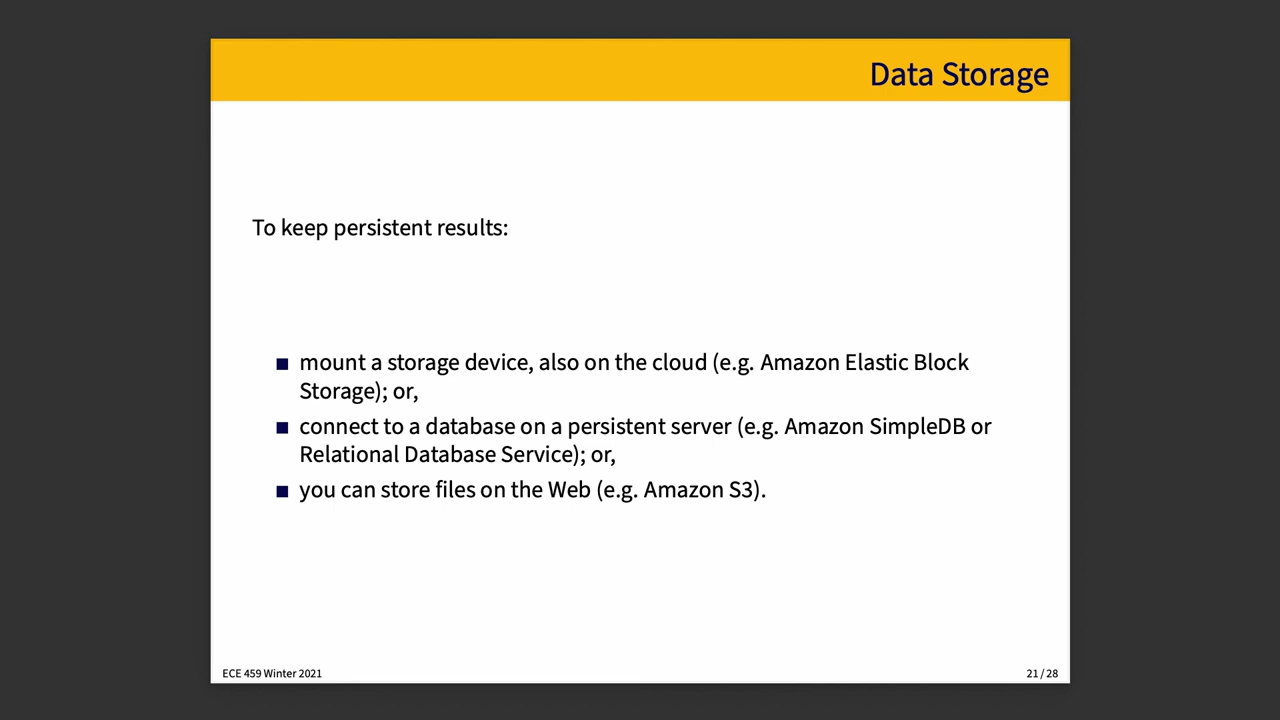 Data Storage
To keep persistent results:
■ mount a storage device, also on the cloud (e.g. Amazon Elastic Block
Storage); or,
■ connect to a database on a persistent server (e.g. Amazon SimpleDB or
Relational Database Service); or,
■ you can store files on the Web (e.g. Amazon S3).
ECE 459 Winter 2021
21 / 28